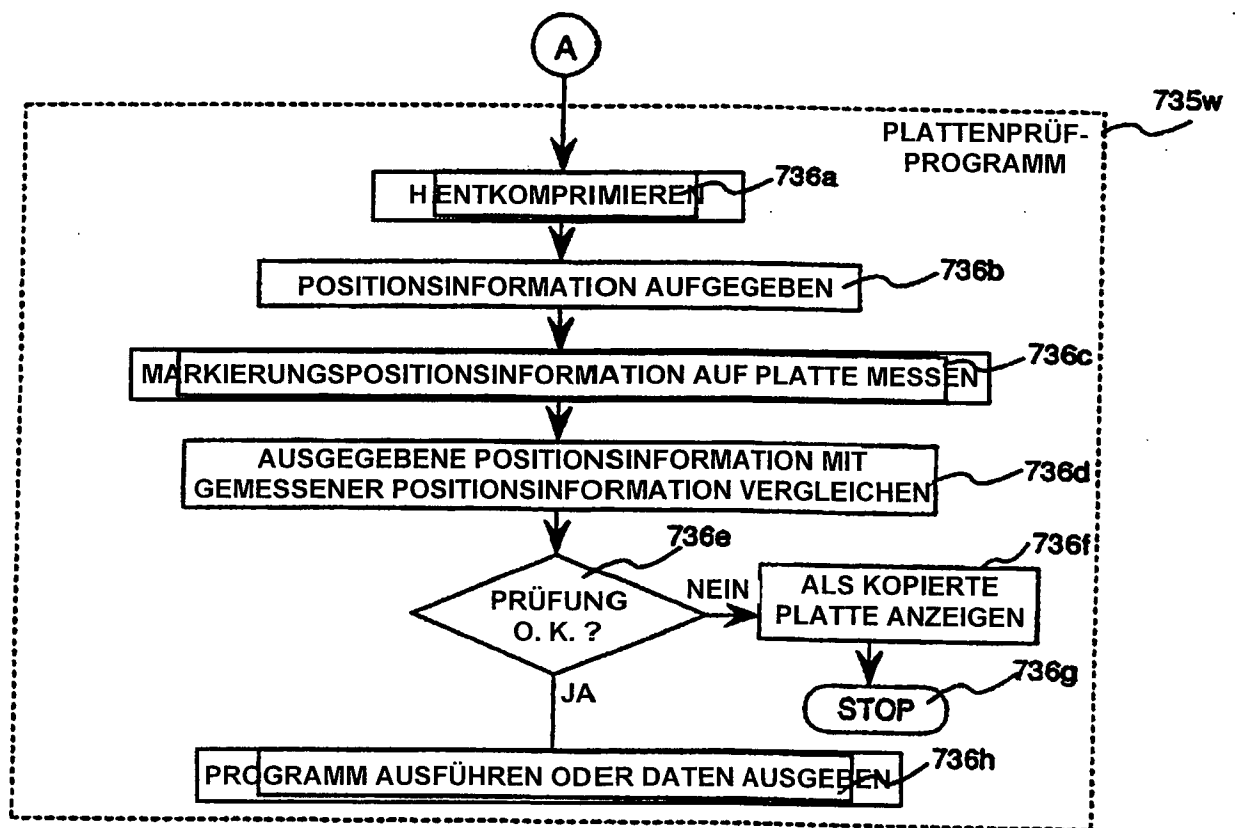 A
735w
PLATTENPRÜF-
PROGRAMM
H ENTKOMPRIMIEREN
736a
POSITIONSINFORMATION AUFGEGEBEN
736b
MARKIERUNGSPOSITIONSINFORMATION AUF PLATTE MESSEN
736c
AUSGEGEBENE POSITIONSINFORMATION MIT
GEMESSENER POSITIONSINFORMATION VERGLEICHEN
736d
736e
PRÜFUNG
O. K. ?
NEIN
736f
ALS KOPIERTE
PLATTE ANZEIGEN
736g
STOP
JA
PROGRAMM AUSFÜHREN ODER DATEN AUSGEBEN
736h